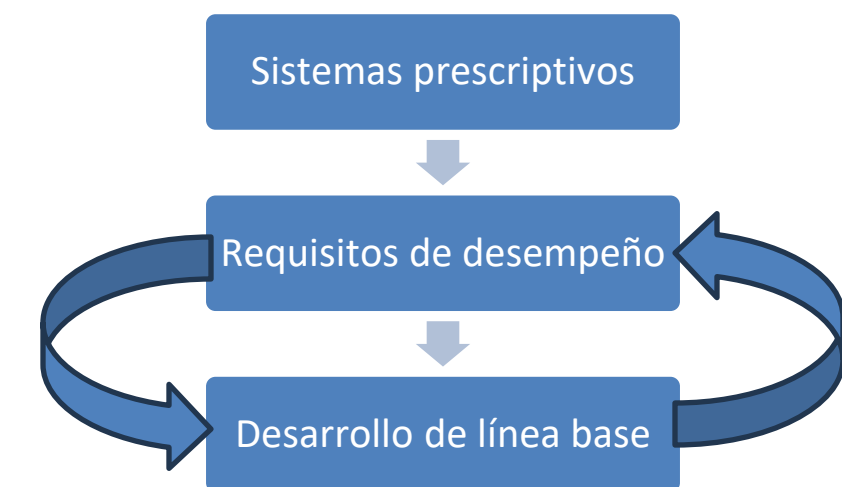 Sistemas prescriptivos
Requisitos de desempeño
Desarrollo de línea base